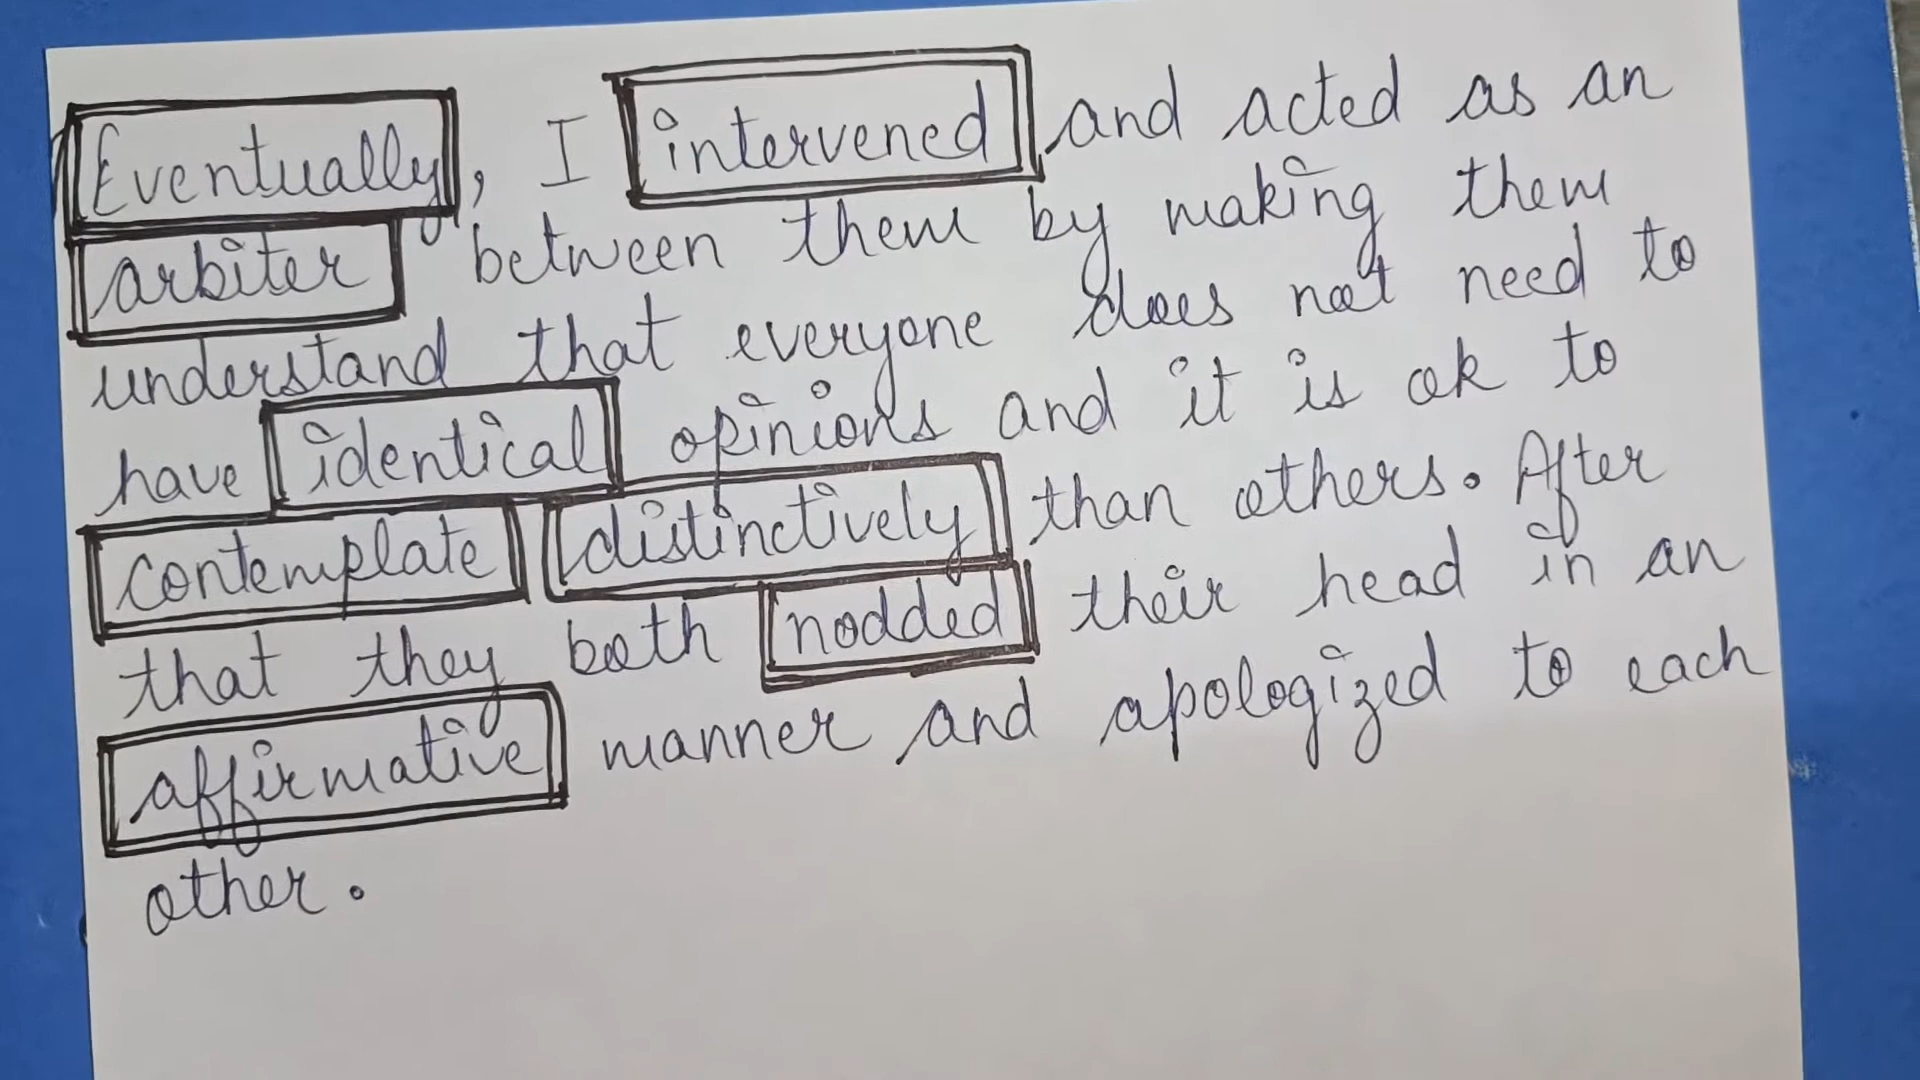 Eventually, I intervened and acted as an
arbiter between them by making them
understand that everyone does not need to
have identical opinions and it is ok to
contemplate distinctively than others. After
that they both nodded their head in an
affirmative manner and apologized to each
other.